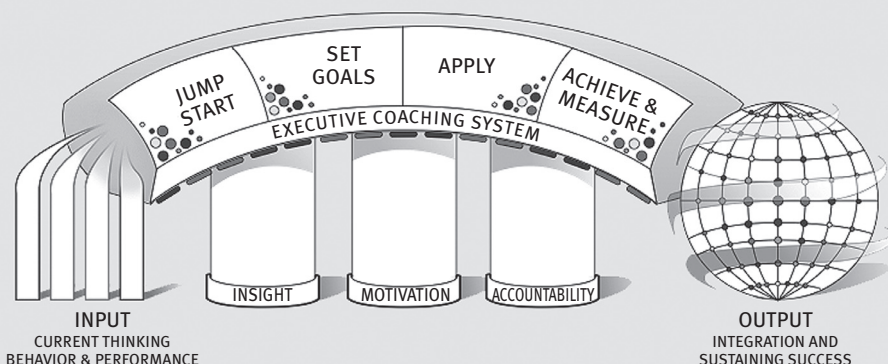 JUMP
START
SET
GOALS
APPLY
ACHIEVE &
MEASURE
EXECUTIVE COACHING SYSTEM
INSIGHT
MOTIVATION
ACCOUNTABILITY
INPUT
CURRENT THINKING
BEHAVIOR & PERFORMANCE
OUTPUT
INTEGRATION AND
SUSTAINING SUCCESS